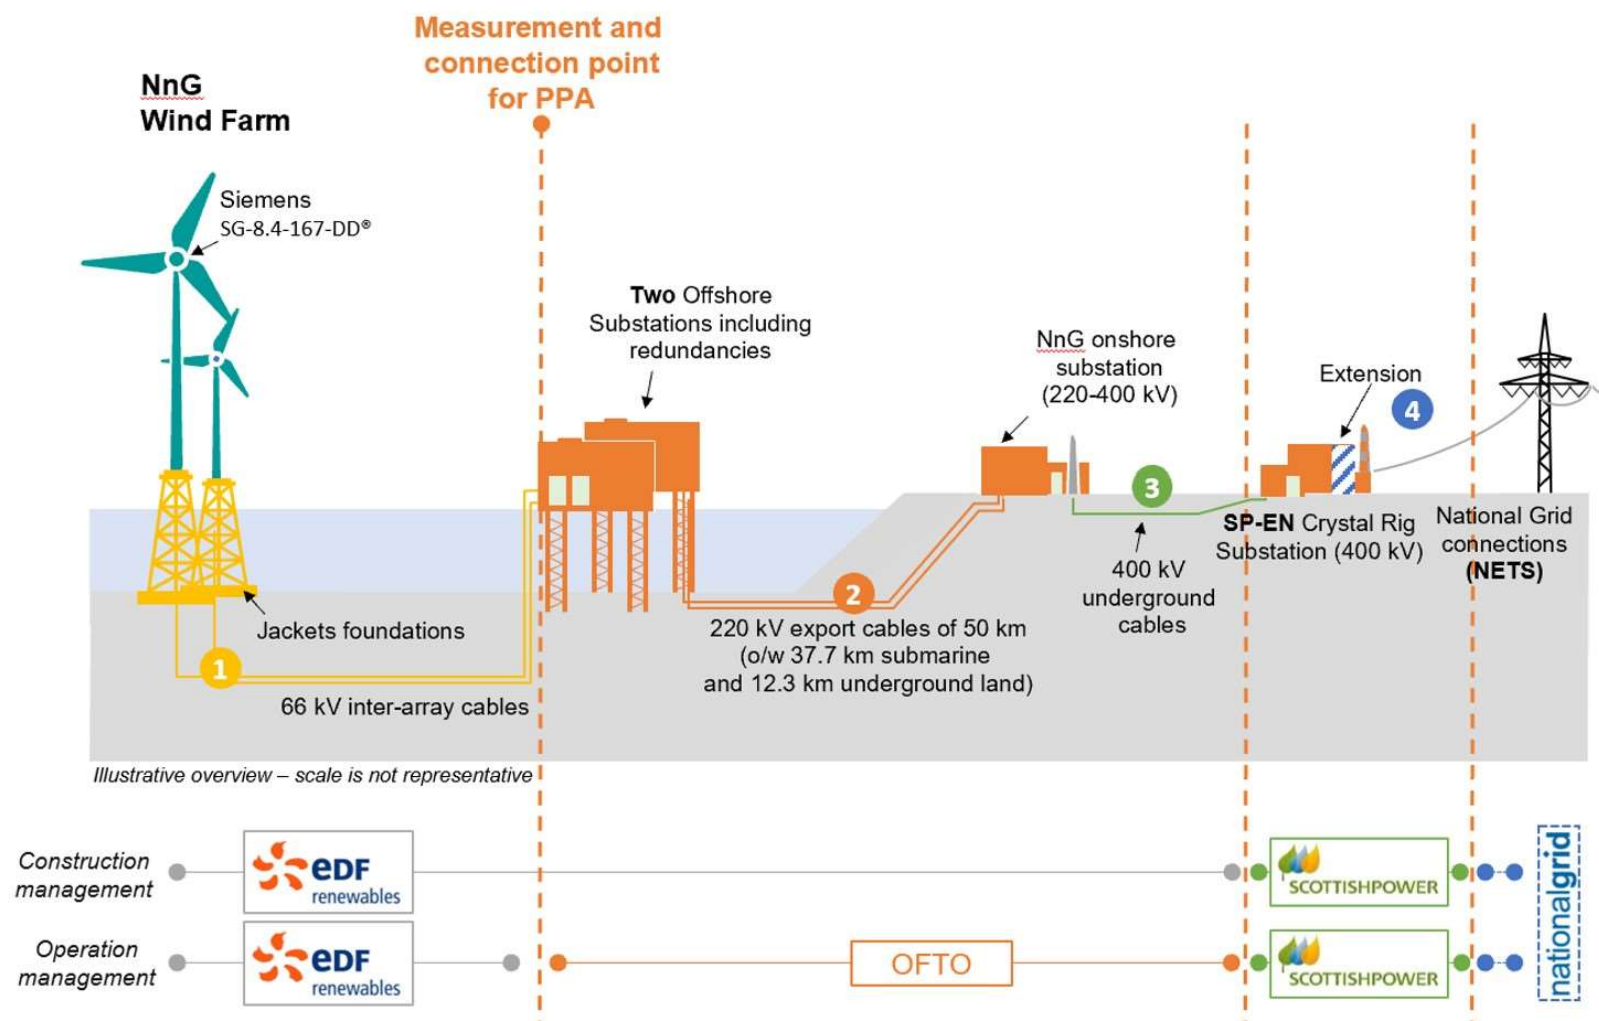 Measurement and
connection point
for PPA
NnG
Wind Farm
Siemens
SG-8.4-167-DD®
Two Offshore
Substations including
redundancies
NnG onshore
substation
(220-400 kV)
Extension
4
3
SP-EN Crystal Rig
Substation (400 kV)
National Grid
connections
(NETS)
400 kV
underground
cables
2
220 kV export cables of 50 km
(o/w 37.7 km submarine
and 12.3 km underground land)
Jackets foundations
1
66 kV inter-array cables
Illustrative overview – scale is not representative
Construction
management
eDF
renewables
SCOTTISHPOWER
nationalgrid
Operation
management
eDF
renewables
OFTO
SCOTTISHPOWER